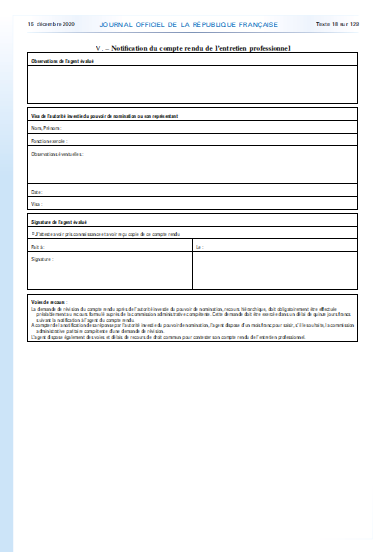 15 décembre 2020 JOURNAL OFFICIEL DE LA RÉPUBLIQUE FRANÇAISE Texte 18 sur 120
V. – Notification du compte rendu de l'entretien professionnel
Observations de l'agent évalué
Visa de l'autorité investie du pouvoir de nomination ou son représentant
Nom, Prénom :
Fonction exercée :
Observations éventuelles :
Date :
Visa :
Signature de l'agent évalué
J'atteste avoir pris connaissance et avoir reçu copie de ce compte rendu
Fait à : Le :
Signature :
Voies de recours :
La demande de révision du compte rendu auprès de l'autorité investie du pouvoir de nomination, recours hiérarchique, doit obligatoirement être effectuée
préalablement au recours formulé auprès de la commission administrative compétente. Cette demande doit être exercée dans un délai de quinze jours francs
suivant la notification à l'agent du compte rendu.
A compter de la notification de sa réponse par l'autorité investie du pouvoir de nomination, l'agent dispose d'un mois franc pour saisir, s'il le souhaite, la commission
administrative paritaire compétente d'une demande de révision.
L'agent dispose également des voies et délais de recours de droit commun pour contester son compte rendu de l'entretien professionnel.